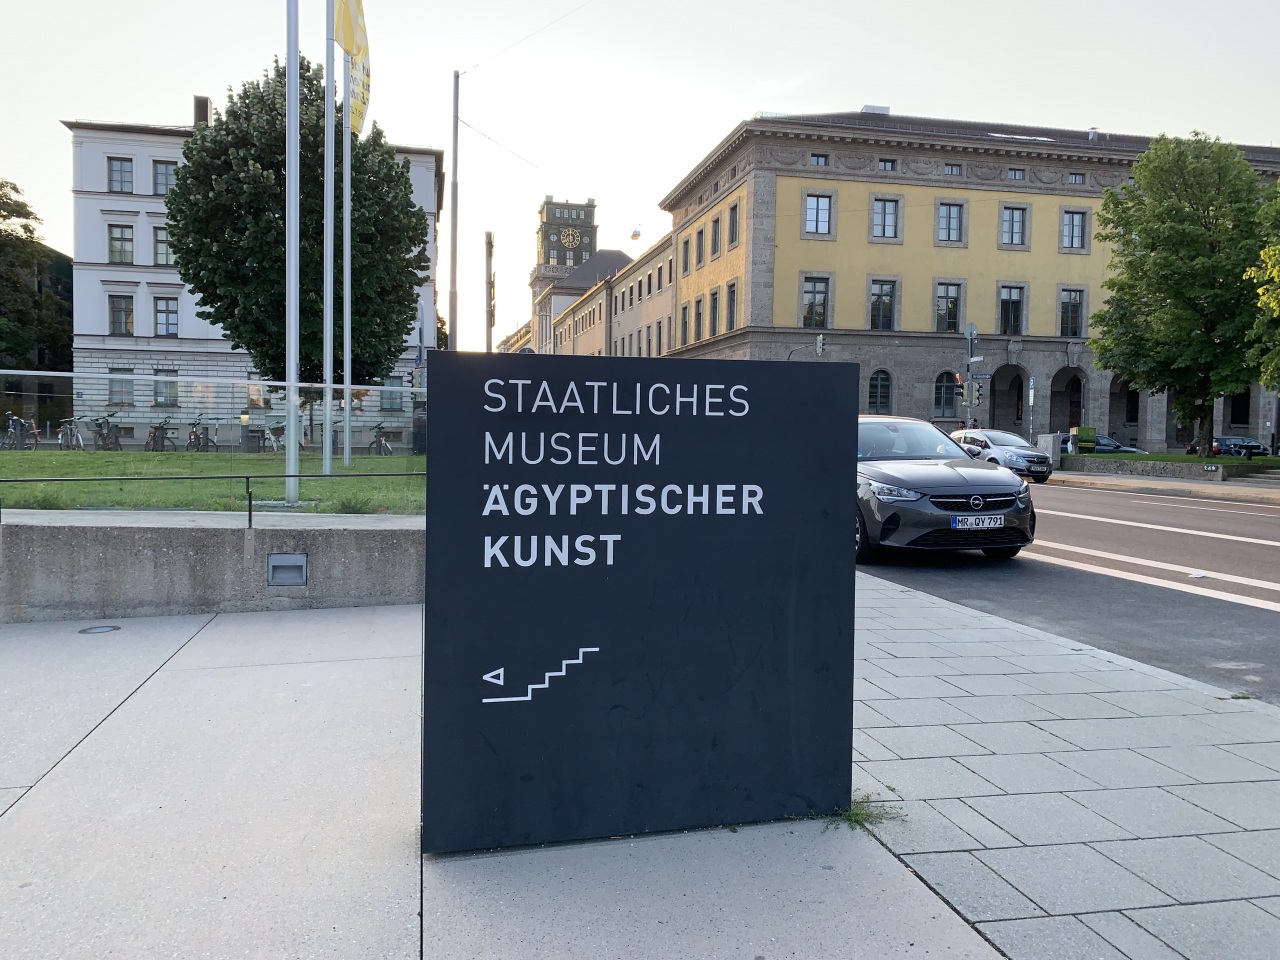 STAATLICHES
MUSEUM
ÄGYPTISCHER
KUNST
MR QY 791